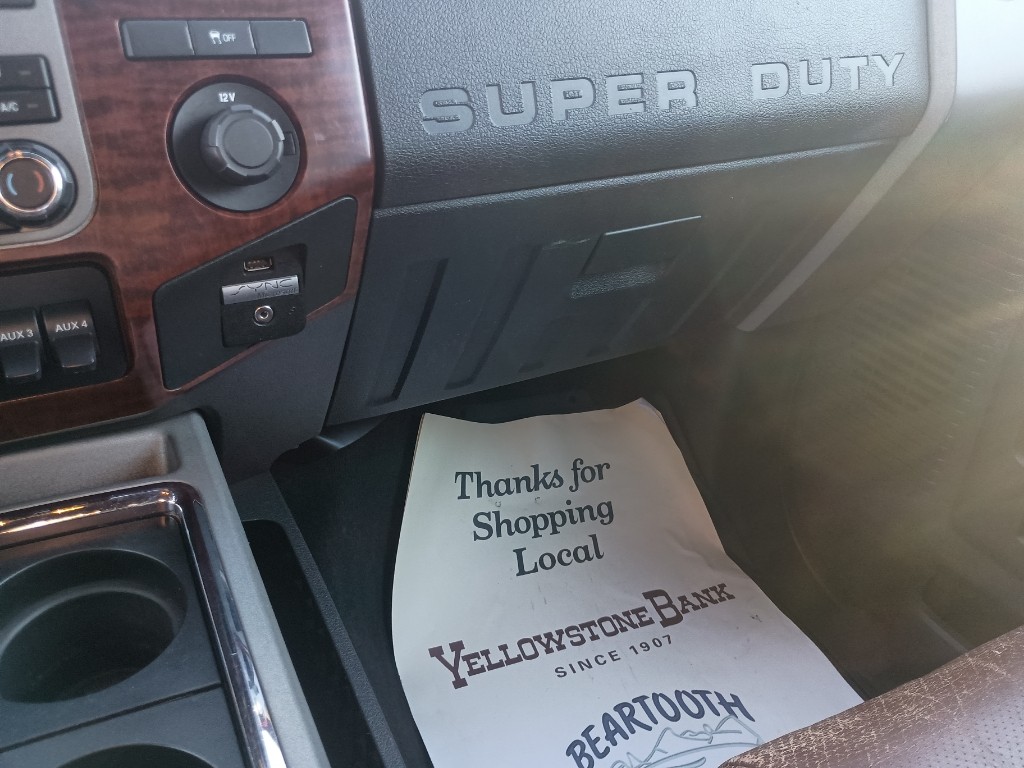 OFF
12V
A/C
SUPER DUTY
SYNC
AUX 3
AUX 4
Thanks for
Shopping
Local
YELLOWSTONE BANK
SINCE 1907
BEARTOOTH